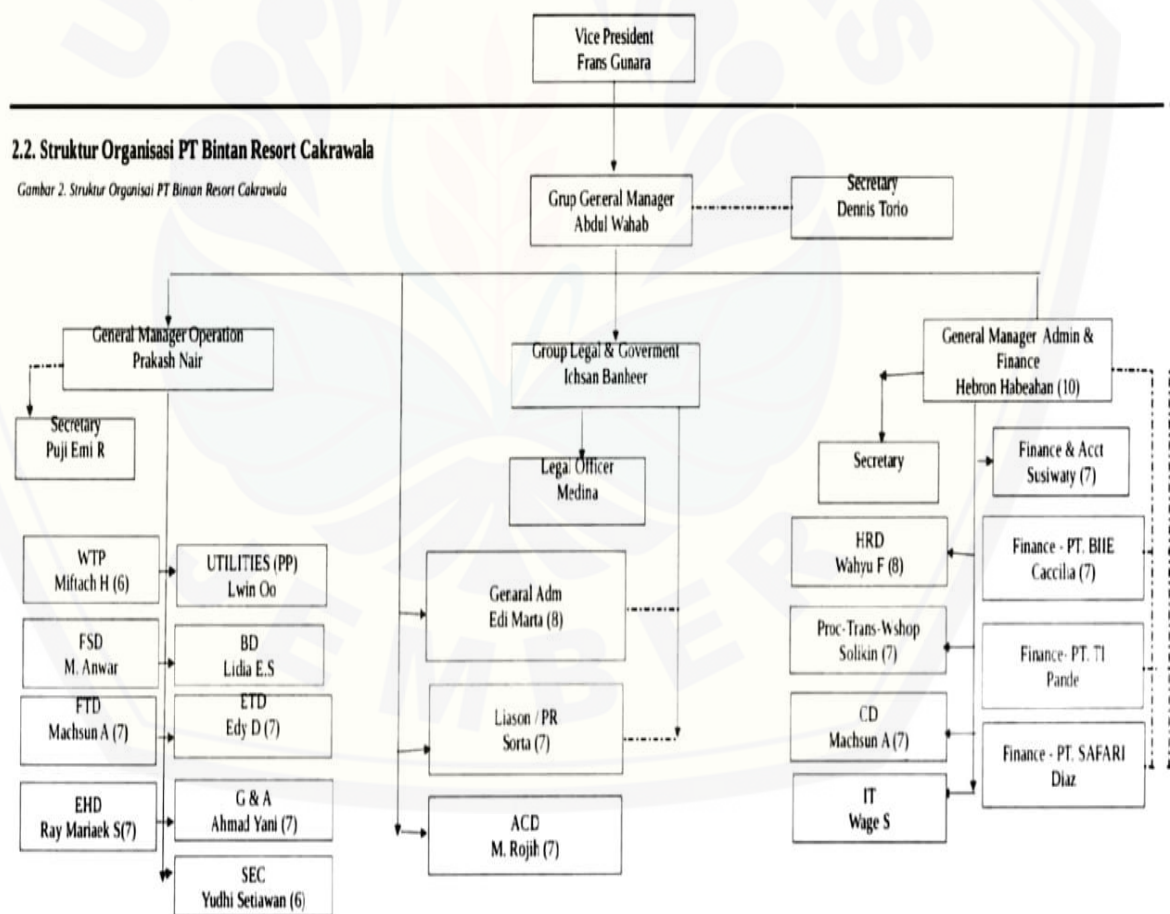 Vice President
Frans Gunara
2.2. Struktur Organisasi PT Bintan Resort Cakrawala
Gambar 2. Struktur Organisai PT Bintan Resort Cakrawala
Grup General Manager
Abdul Wahab
Secretary
Dennis Torio
General Manager Operation
Prakash Nair
Group Legal & Goverment
Ichsan Banheer
General Manager Admin &
Finance
Hebron Habeahan (10)
Secretary
Puji Emi R
Legal Officer
Medina
Secretary
Finance & Acct
Susiwaty (7)
WTP
Miftach H (6)
UTILITIES (PP)
Lwin Oo
HRD
Wahyu F (8)
Finance - PT. BIIE
Caccilia (7)
Genaral Adm
Edi Marta (8)
FSD
M. Anwar
BD
Lidia E.S
Proc-Trans-Wshop
Solikin (7)
Finance- PT. TI
Pande
FTD
Machsun A (7)
ETD
Edy D (7)
Liason / PR
Sorta (7)
CD
Machsun A (7)
Finance - PT. SAFARI
Diaz
EHD
Ray Mariaek S(7)
G & A
Ahmad Yani (7)
ACD
M. Rojih (7)
IT
Wage S
SEC
Yudhi Setiawan (6)